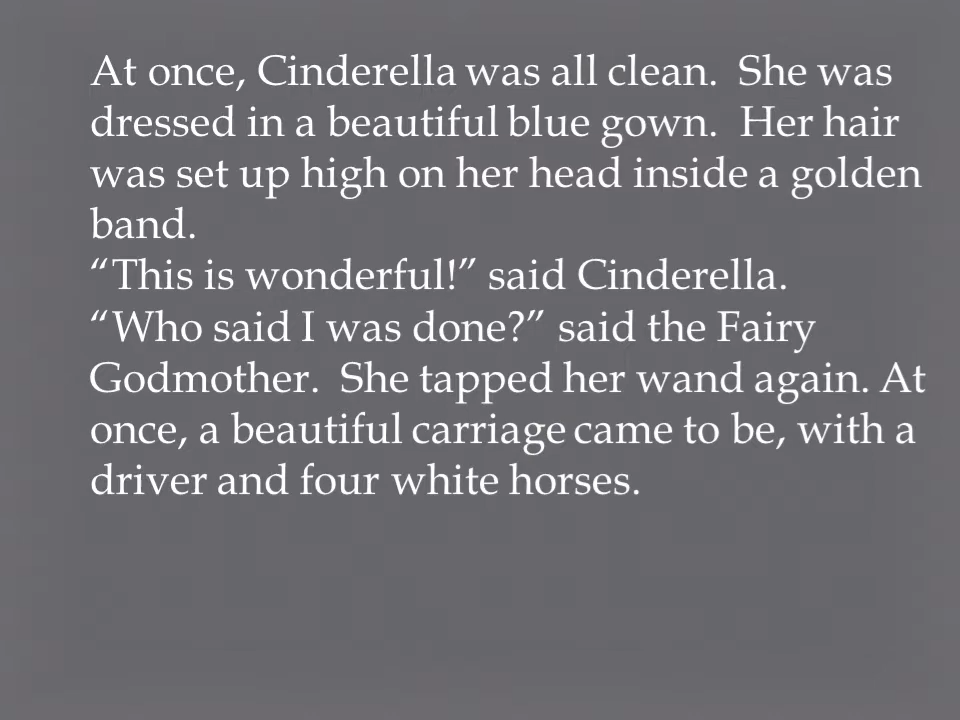 At once, Cinderella was all clean.  She was
dressed in a beautiful blue gown.  Her hair
was set up high on her head inside a golden
band.
“This is wonderful!” said Cinderella.
“Who said I was done?” said the Fairy
Godmother.  She tapped her wand again. At
once, a beautiful carriage came to be, with a
driver and four white horses.